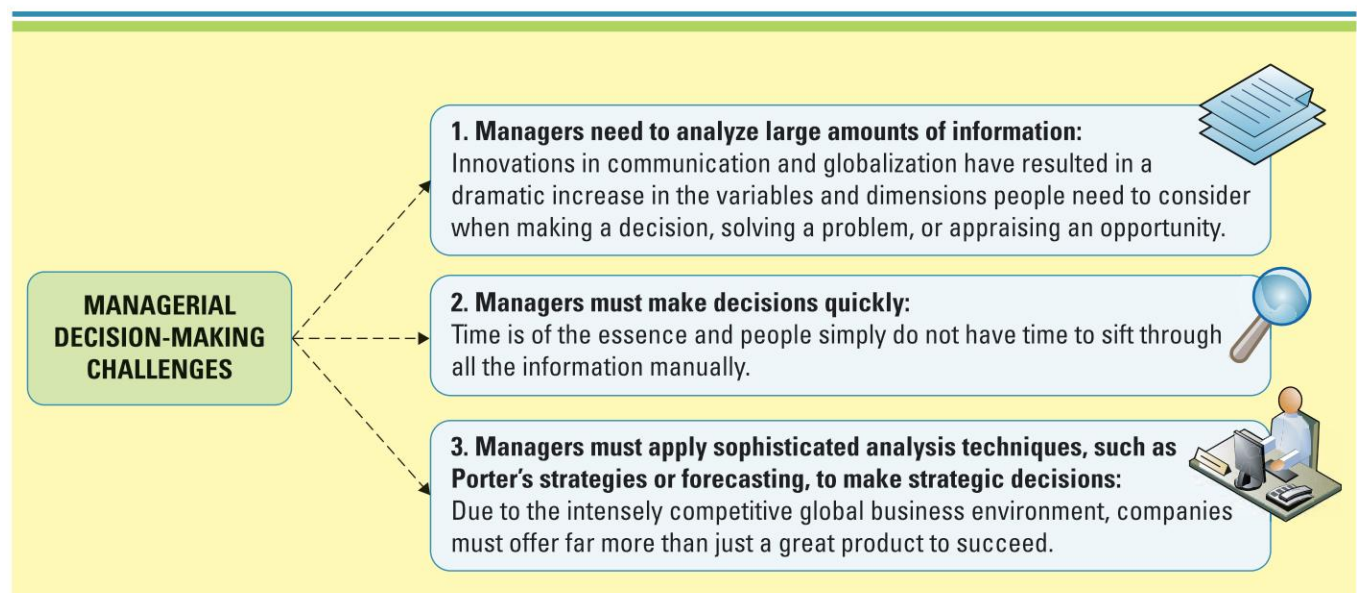 1. Managers need to analyze large amounts of information:
Innovations in communication and globalization have resulted in a
dramatic increase in the variables and dimensions people need to consider
when making a decision, solving a problem, or appraising an opportunity.
MANAGERIAL
DECISION-MAKING
CHALLENGES
2. Managers must make decisions quickly:
Time is of the essence and people simply do not have time to sift through
all the information manually.
3. Managers must apply sophisticated analysis techniques, such as
Porter’s strategies or forecasting, to make strategic decisions:
Due to the intensely competitive global business environment, companies
must offer far more than just a great product to succeed.